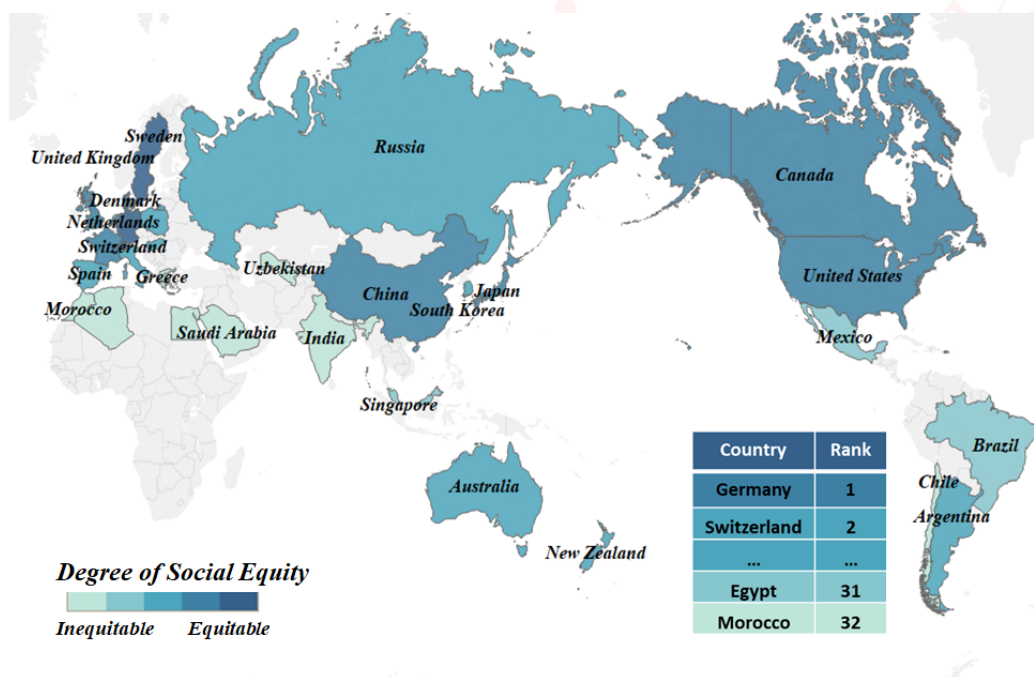 Sweden
United Kingdom
Russia
Denmark
Netherlands
Switzerland
Spain
Greece
Uzbekistan
Morocco
Saudi Arabia
India
China
Japan
South Korea
Singapore
Canada
United States
Mexico
Australia
New Zealand
Brazil
Chile
Argentina
Country Rank
Germany 1
Switzerland 2
... ...
Egypt 31
Morocco 32
Degree of Social Equity
Inequitable Equitable